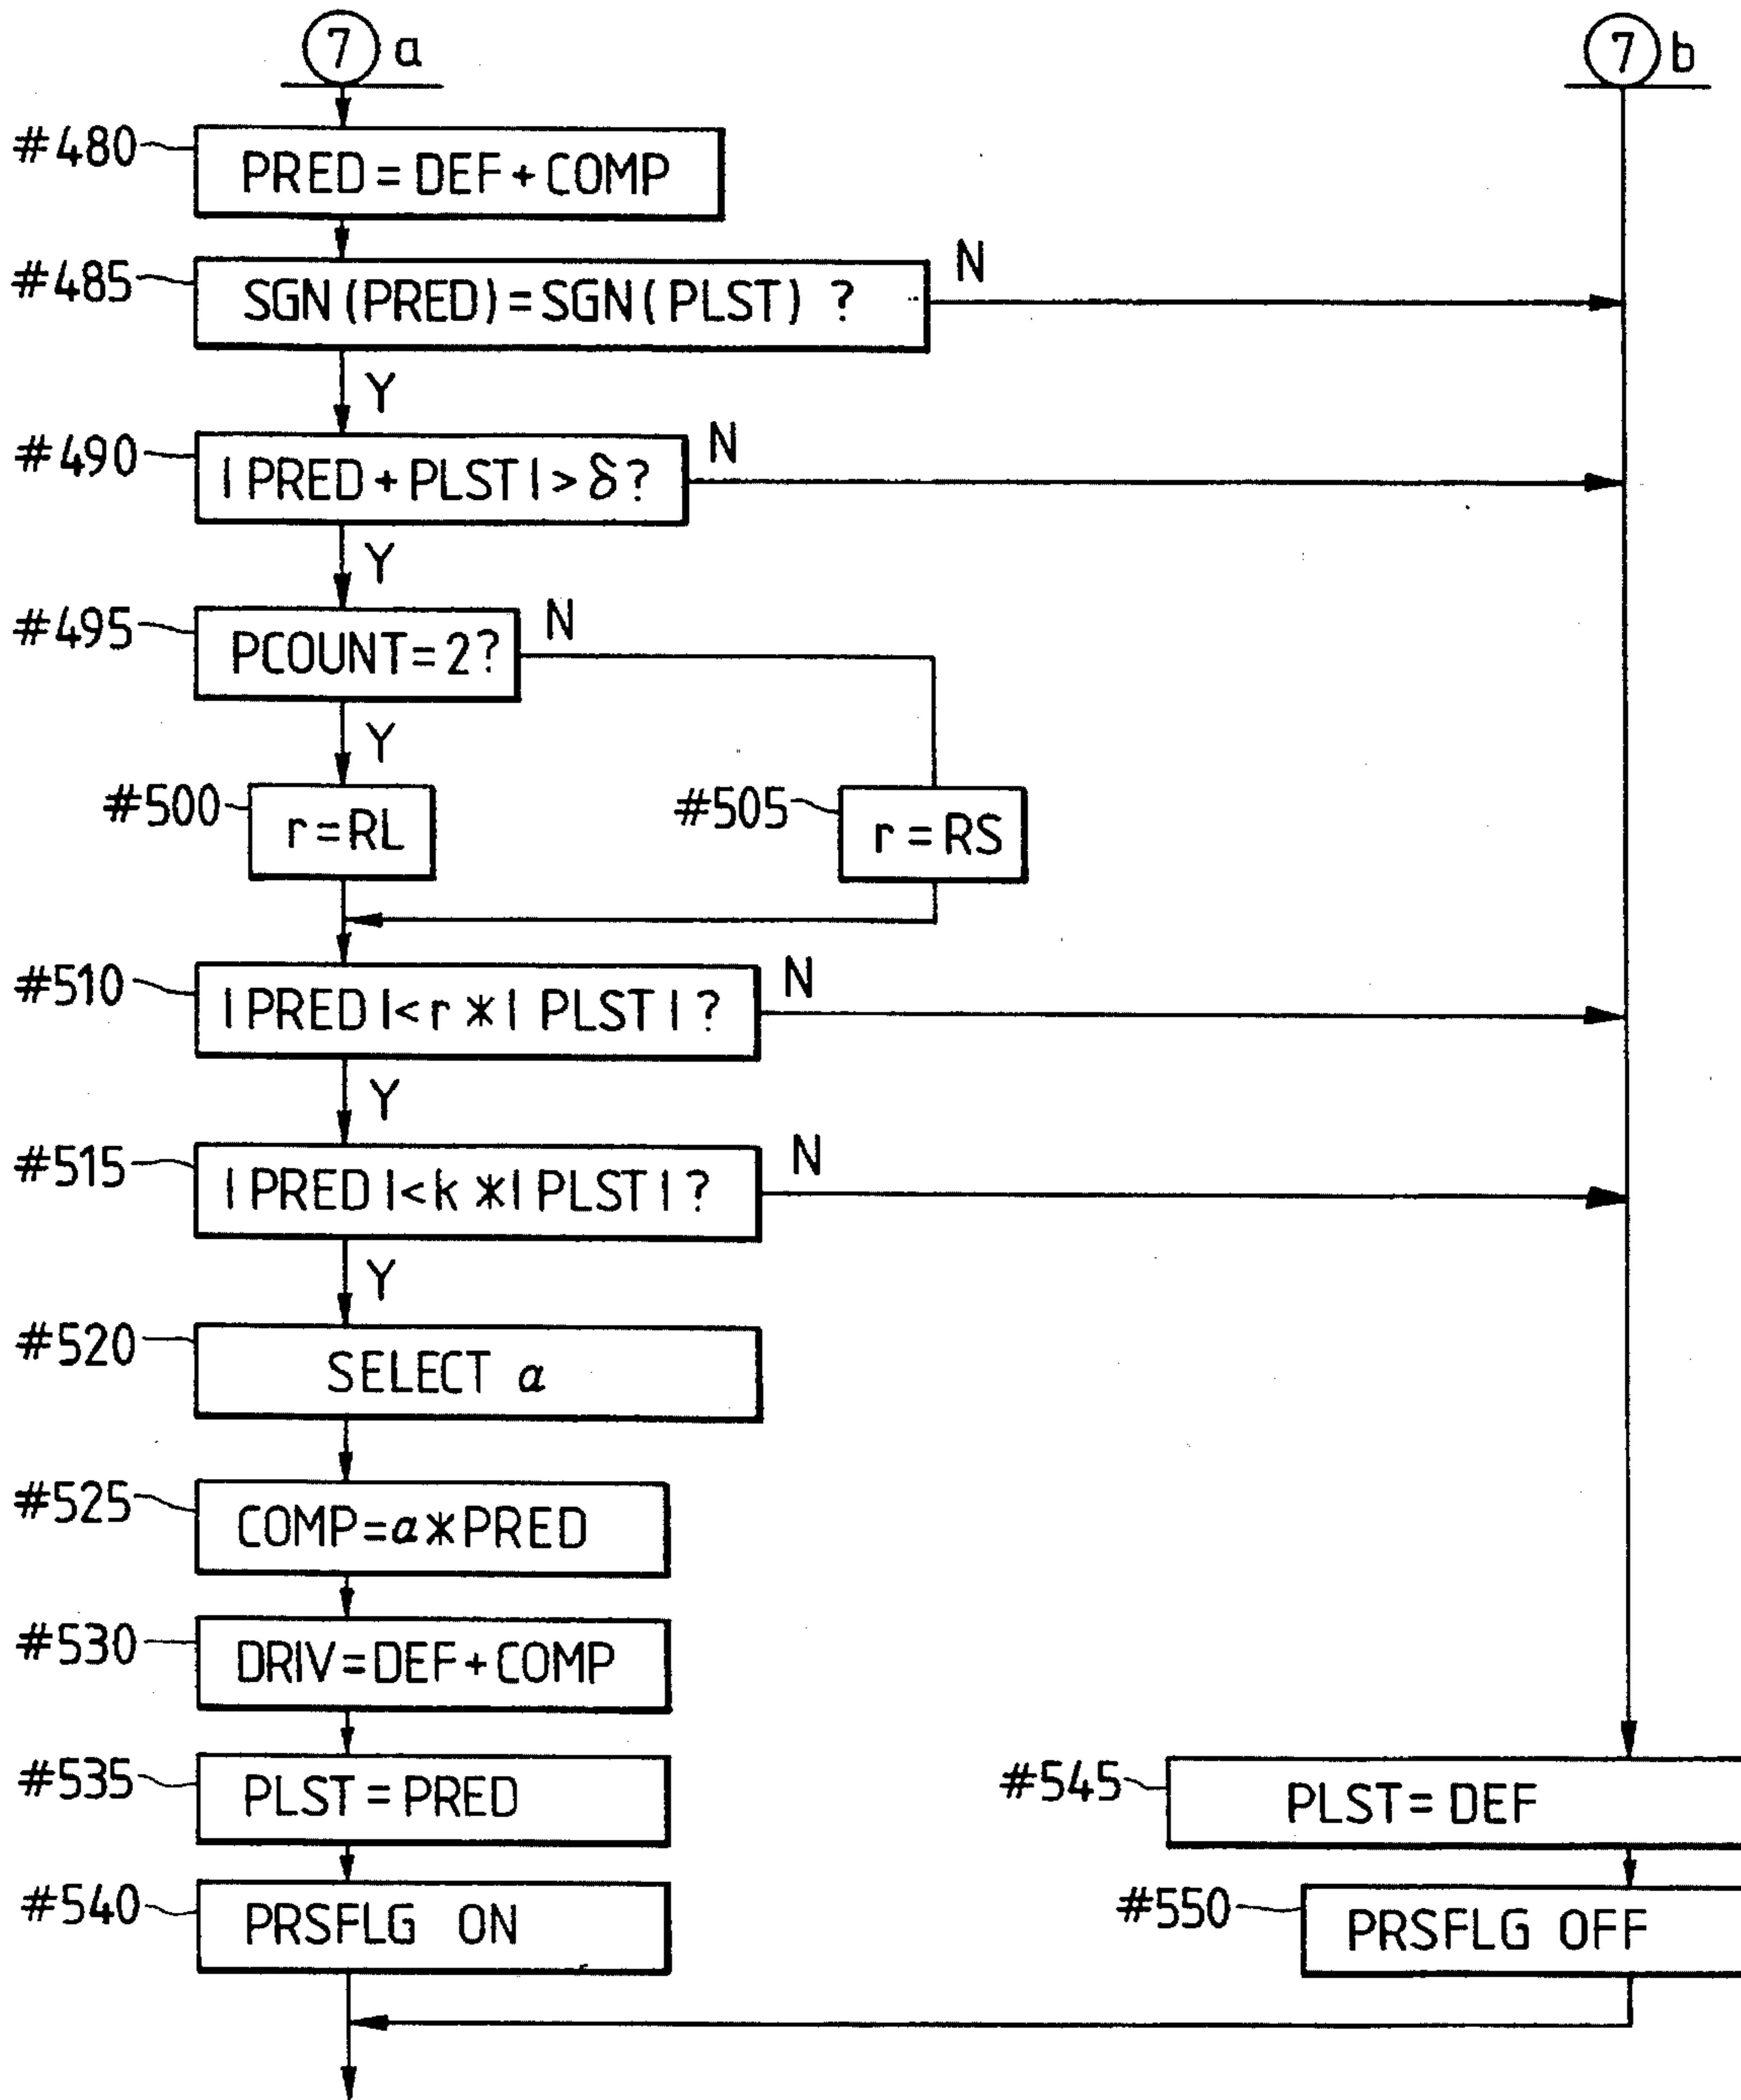 7 a
7 b
#480
PRED = DEF + COMP
#485
SGN (PRED) = SGN (PLST) ?
N
Y
#490
| PRED + PLST | > δ ?
N
Y
#495
PCOUNT = 2 ?
N
Y
#500
r = RL
#505
r = RS
#510
| PRED | < r * | PLST | ?
N
Y
#515
| PRED | < k * | PLST | ?
N
Y
#520
SELECT α
#525
COMP = α * PRED
#530
DRIV = DEF + COMP
#535
PLST = PRED
#545
PLST = DEF
#540
PRSFLG ON
#550
PRSFLG OFF